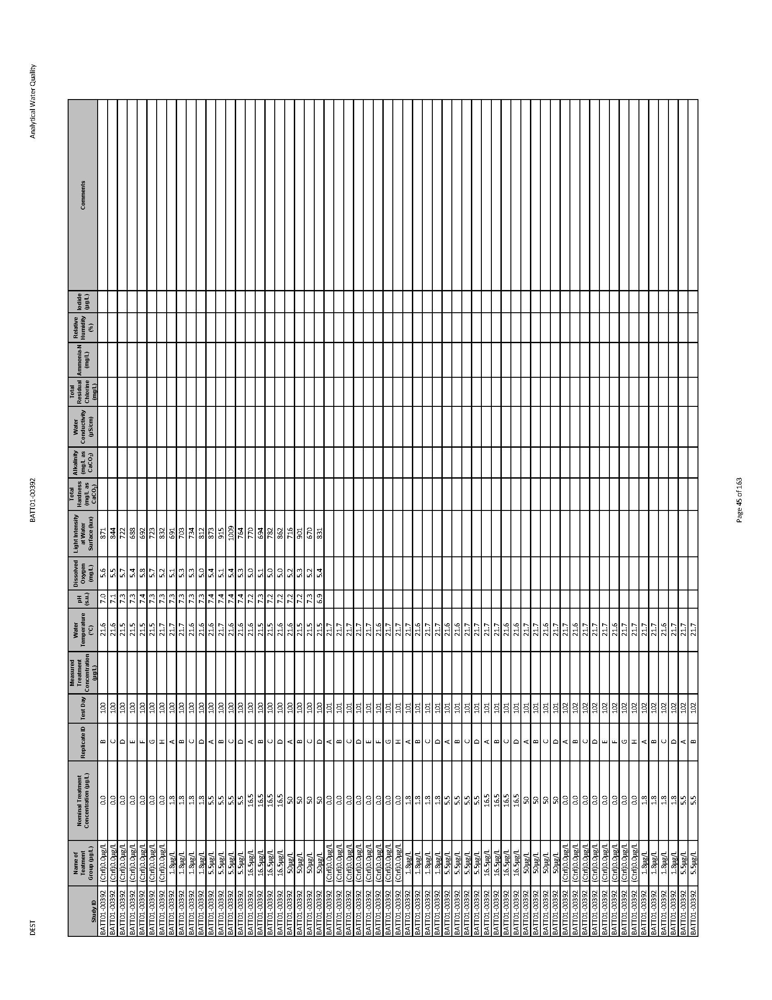 DEST BATT01-00392 Analytical Water Quality
Study ID Name of Teatment Group (µg/L) Nominal Treatment Concentration (µg/L) Replicate ID Test Day Measured Treatment Concentration (µg/L) Water Temperature (°C) pH (s.u.) Dissolved Oxygen (mg/L) Light Intensity at Water Surface (lux) Total Hardness (mg/L as CaCO₃) Alkalinity (mg/L as CaCO₃) Water Conductivity (µS/cm) Total Residual Chlorine (mg/L) Ammonia-N (mg/L) Relative Humidity (%) Iodide (µg/L) Comments
BATT01-00392 (Ctrl)0.0µg/L 0.0 B 100 21.6 7.0 5.6 871
BATT01-00392 (Ctrl)0.0µg/L 0.0 C 100 21.6 7.1 5.5 844
BATT01-00392 (Ctrl)0.0µg/L 0.0 D 100 21.5 7.3 5.7 722
BATT01-00392 (Ctrl)0.0µg/L 0.0 E 100 21.5 7.3 5.4 688
BATT01-00392 (Ctrl)0.0µg/L 0.0 F 100 21.5 7.4 5.8 692
BATT01-00392 (Ctrl)0.0µg/L 0.0 G 100 21.5 7.3 5.7 723
BATT01-00392 (Ctrl)0.0µg/L 0.0 H 100 21.7 7.3 5.2 832
BATT01-00392 1.8µg/L 1.8 A 100 21.7 7.3 5.1 691
BATT01-00392 1.8µg/L 1.8 B 100 21.7 7.3 5.3 703
BATT01-00392 1.8µg/L 1.8 C 100 21.6 7.3 5.3 734
BATT01-00392 1.8µg/L 1.8 D 100 21.6 7.3 5.0 812
BATT01-00392 5.5µg/L 5.5 A 100 21.6 7.4 5.4 873
BATT01-00392 5.5µg/L 5.5 B 100 21.7 7.4 5.1 915
BATT01-00392 5.5µg/L 5.5 C 100 21.6 7.4 5.4 1009
BATT01-00392 5.5µg/L 5.5 D 100 21.6 7.4 5.3 764
BATT01-00392 16.5µg/L 16.5 A 100 21.6 7.2 5.0 770
BATT01-00392 16.5µg/L 16.5 B 100 21.5 7.3 5.1 694
BATT01-00392 16.5µg/L 16.5 C 100 21.5 7.2 5.0 782
BATT01-00392 16.5µg/L 16.5 D 100 21.6 7.2 5.0 862
BATT01-00392 50µg/L 50 A 100 21.6 7.2 5.2 716
BATT01-00392 50µg/L 50 B 100 21.5 7.2 5.3 901
BATT01-00392 50µg/L 50 C 100 21.5 7.3 5.2 670
BATT01-00392 50µg/L 50 D 100 21.5 6.9 5.4 831
BATT01-00392 (Ctrl)0.0µg/L 0.0 A 101 21.7
BATT01-00392 (Ctrl)0.0µg/L 0.0 B 101 21.7
BATT01-00392 (Ctrl)0.0µg/L 0.0 C 101 21.7
BATT01-00392 (Ctrl)0.0µg/L 0.0 D 101 21.7
BATT01-00392 (Ctrl)0.0µg/L 0.0 E 101 21.7
BATT01-00392 (Ctrl)0.0µg/L 0.0 F 101 21.6
BATT01-00392 (Ctrl)0.0µg/L 0.0 G 101 21.7
BATT01-00392 (Ctrl)0.0µg/L 0.0 H 101 21.7
BATT01-00392 1.8µg/L 1.8 A 101 21.7
BATT01-00392 1.8µg/L 1.8 B 101 21.6
BATT01-00392 1.8µg/L 1.8 C 101 21.7
BATT01-00392 1.8µg/L 1.8 D 101 21.7
BATT01-00392 5.5µg/L 5.5 A 101 21.6
BATT01-00392 5.5µg/L 5.5 B 101 21.6
BATT01-00392 5.5µg/L 5.5 C 101 21.7
BATT01-00392 5.5µg/L 5.5 D 101 21.7
BATT01-00392 16.5µg/L 16.5 A 101 21.7
BATT01-00392 16.5µg/L 16.5 B 101 21.7
BATT01-00392 16.5µg/L 16.5 C 101 21.6
BATT01-00392 16.5µg/L 16.5 D 101 21.6
BATT01-00392 50µg/L 50 A 101 21.7
BATT01-00392 50µg/L 50 B 101 21.7
BATT01-00392 50µg/L 50 C 101 21.6
BATT01-00392 50µg/L 50 D 101 21.7
BATT01-00392 (Ctrl)0.0µg/L 0.0 A 102 21.7
BATT01-00392 (Ctrl)0.0µg/L 0.0 B 102 21.6
BATT01-00392 (Ctrl)0.0µg/L 0.0 C 102 21.7
BATT01-00392 (Ctrl)0.0µg/L 0.0 D 102 21.7
BATT01-00392 (Ctrl)0.0µg/L 0.0 E 102 21.7
BATT01-00392 (Ctrl)0.0µg/L 0.0 F 102 21.6
BATT01-00392 (Ctrl)0.0µg/L 0.0 G 102 21.7
BATT01-00392 (Ctrl)0.0µg/L 0.0 H 102 21.7
BATT01-00392 1.8µg/L 1.8 A 102 21.7
BATT01-00392 1.8µg/L 1.8 B 102 21.7
BATT01-00392 1.8µg/L 1.8 C 102 21.6
BATT01-00392 1.8µg/L 1.8 D 102 21.7
BATT01-00392 5.5µg/L 5.5 A 102 21.7
BATT01-00392 5.5µg/L 5.5 B 102 21.7
Page 45 of 163